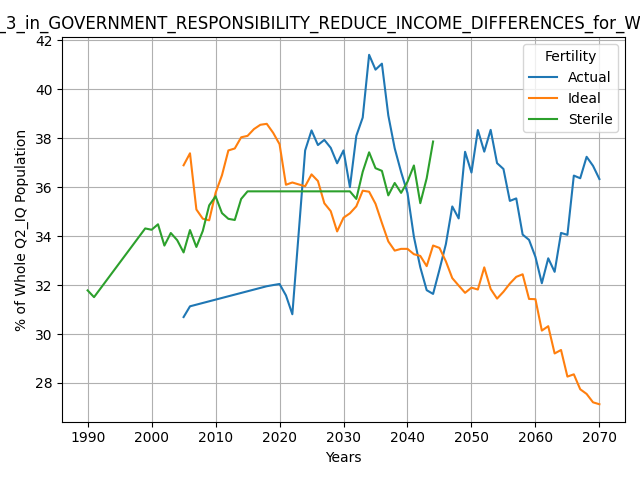 _3_in_GOVERNMENT_RESPONSIBILITY_REDUCE_INCOME_DIFFERENCES_for_W
Fertility
Actual
Ideal
Sterile
% of Whole Q2_IQ Population
42
40
38
36
34
32
30
28
1990 2000 2010 2020 2030 2040 2050 2060 2070
Years